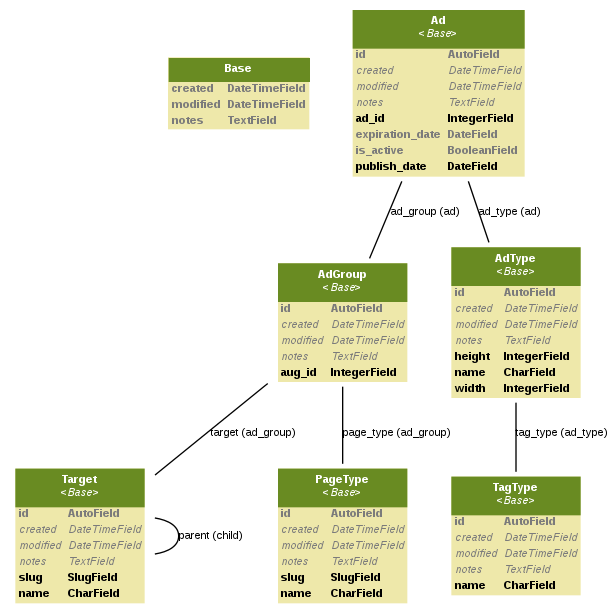 Ad
<Base>
id AutoField
created DateTimeField
modified DateTimeField
notes TextField
ad_id IntegerField
expiration_date DateField
is_active BooleanField
publish_date DateField
Base
created DateTimeField
modified DateTimeField
notes TextField
ad_group (ad)
ad_type (ad)
AdGroup
<Base>
id AutoField
created DateTimeField
modified DateTimeField
notes TextField
aug_id IntegerField
AdType
<Base>
id AutoField
created DateTimeField
modified DateTimeField
notes TextField
height IntegerField
name CharField
width IntegerField
target (ad_group)
page_type (ad_group)
tag_type (ad_type)
Target
<Base>
id AutoField
created DateTimeField
modified DateTimeField
notes TextField
slug SlugField
name CharField
parent (child)
PageType
<Base>
id AutoField
created DateTimeField
modified DateTimeField
notes TextField
slug SlugField
name CharField
TagType
<Base>
id AutoField
created DateTimeField
modified DateTimeField
notes TextField
name CharField